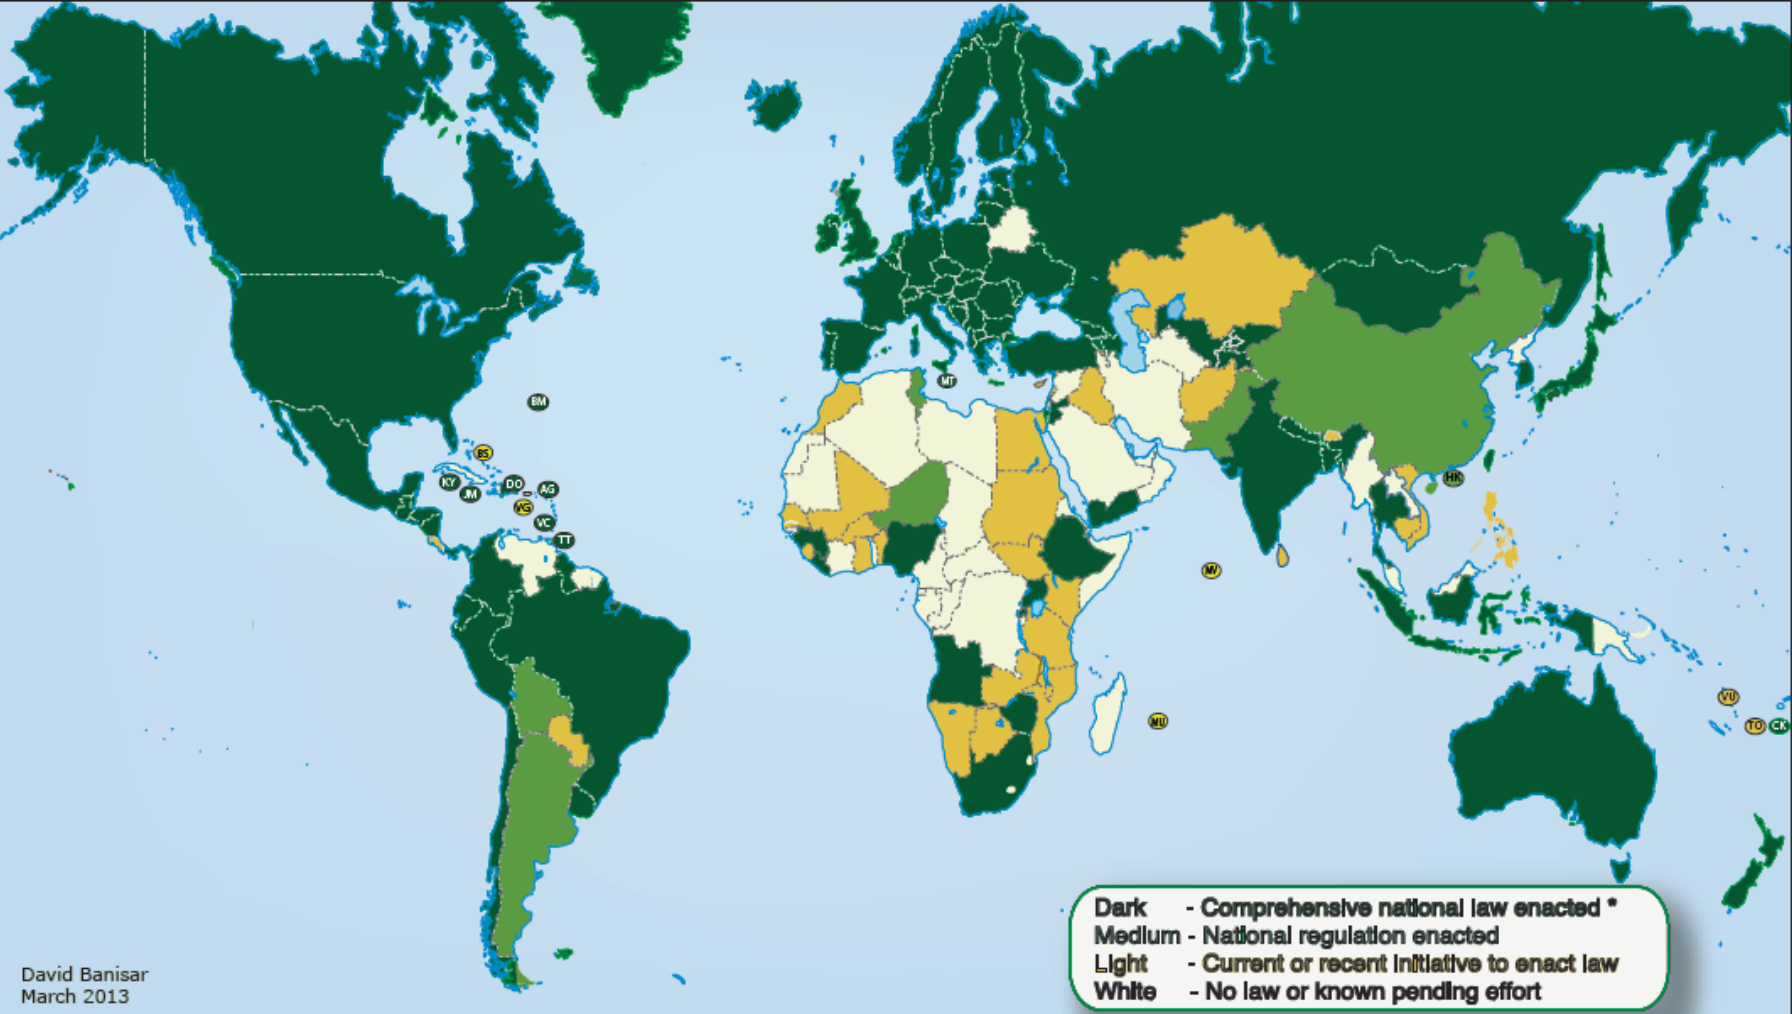 MT
BM
BS
KY
JM
DO
AG
VG
VC
TT
HK
MV
MU
VU
TO
CK
Dark - Comprehensive national law enacted *
Medium - National regulation enacted
Light - Current or recent initiative to enact law
White - No law or known pending effort
David Banisar
March 2013